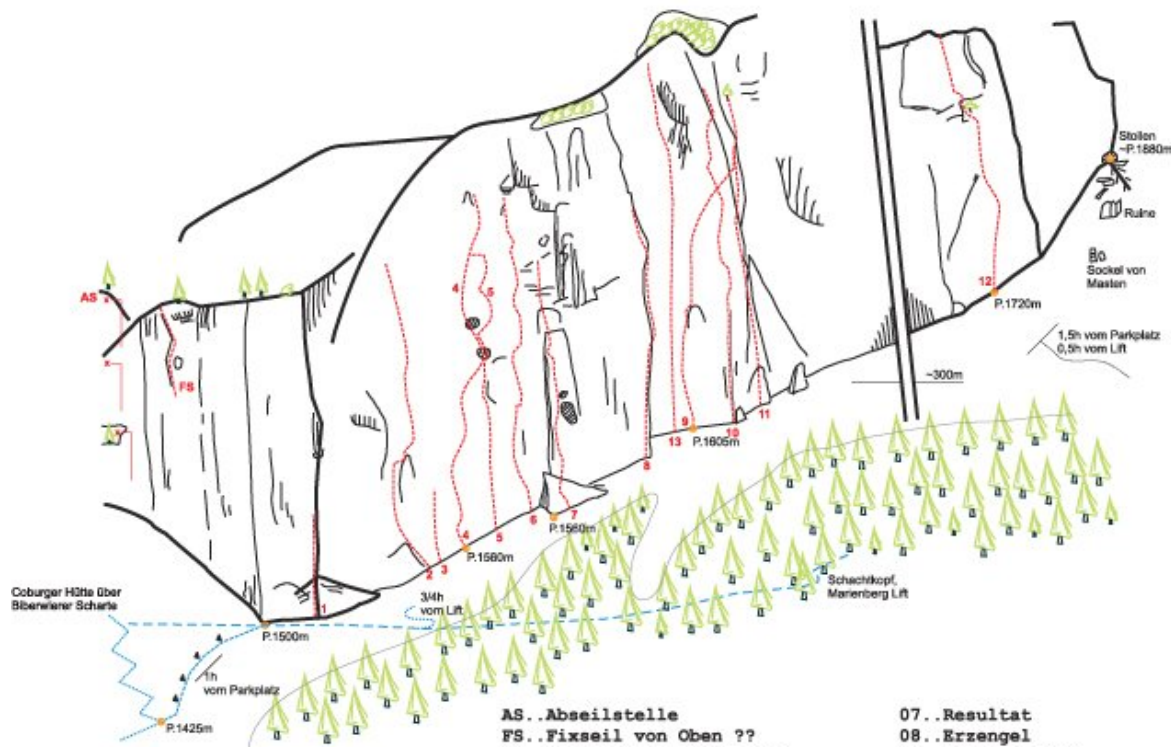 Stollen
~P.1880m
Ruine
Sockel von
Masten
12
P.1720m
1,5h vom Parkplatz
0,5h vom Lift
~300m
AS
x
x
FS
4
5
11
9
13
P.1605m
10
8
6
7
P.1560m
4
5
P.1560m
2
3
1
Coburger Hütte über
Biberwierer Scharte
3/4h
vom Lift
Schachtkopf,
Marienberg Lift
P.1500m
1h
vom Parkplatz
P.1425m
AS..Abseilstelle
FS..Fixseil von Oben ??
07..Resultat
08..Erzengel